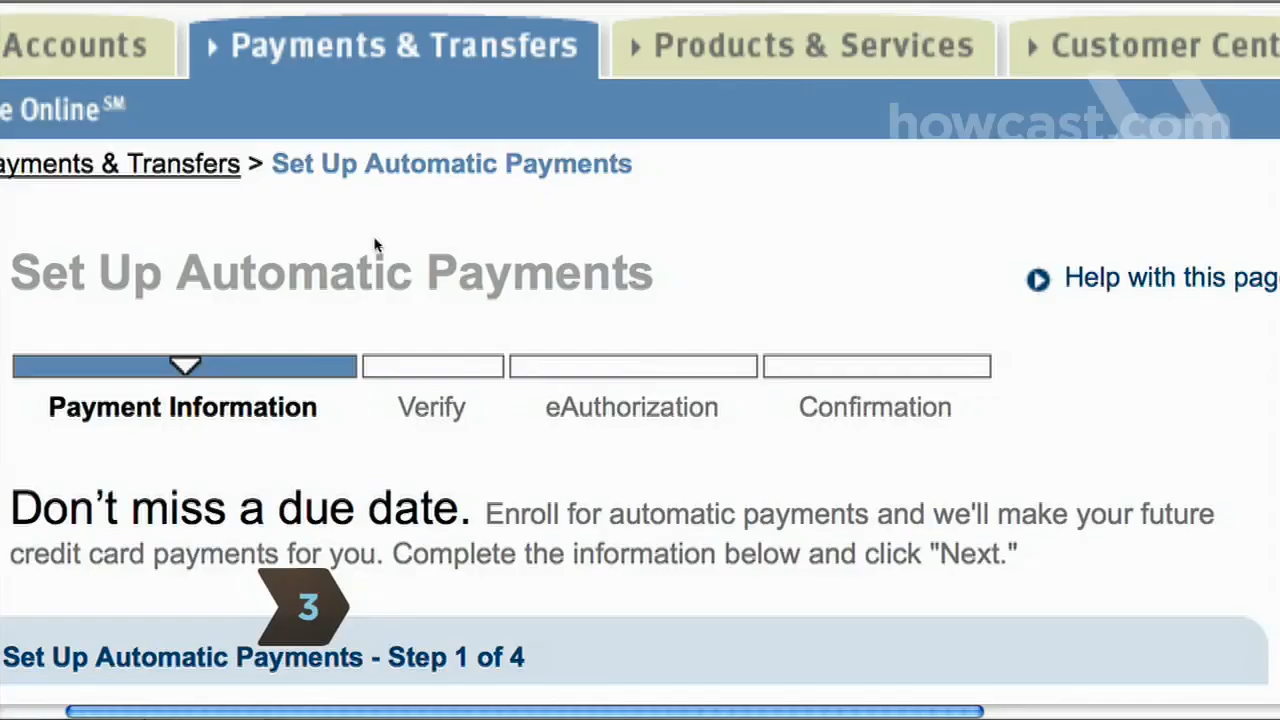 Accounts
Payments & Transfers
Products & Services
Customer Cent
e Online℠
howcast.com
ayments & Transfers > Set Up Automatic Payments
Set Up Automatic Payments
Help with this page
Payment Information
Verify
eAuthorization
Confirmation
Don't miss a due date. Enroll for automatic payments and we'll make your future
credit card payments for you. Complete the information below and click "Next."
3
Set Up Automatic Payments - Step 1 of 4